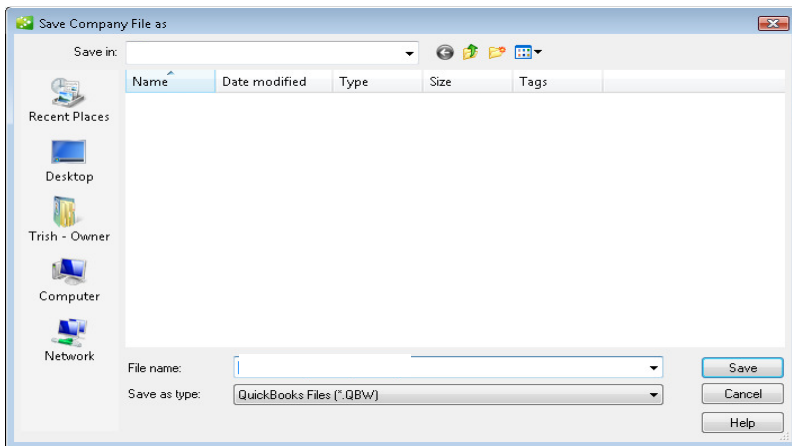 Save Company File as
Save in:
Name Date modified Type Size Tags
Recent Places
Desktop
Trish - Owner
Computer
Network
File name:
Save
Save as type: QuickBooks Files (*.QBW)
Cancel
Help